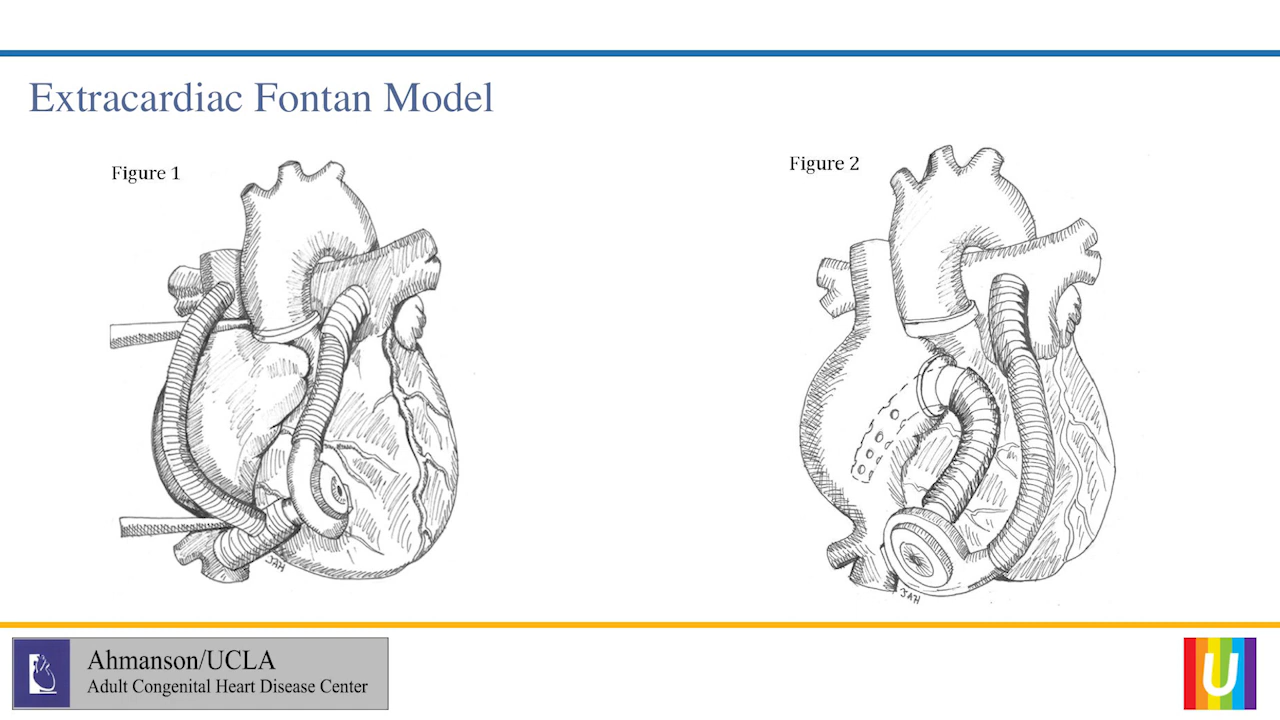 Extracardiac Fontan Model
Figure 1
Figure 2
JAH
JAH
Ahmanson/UCLA
Adult Congenital Heart Disease Center
U